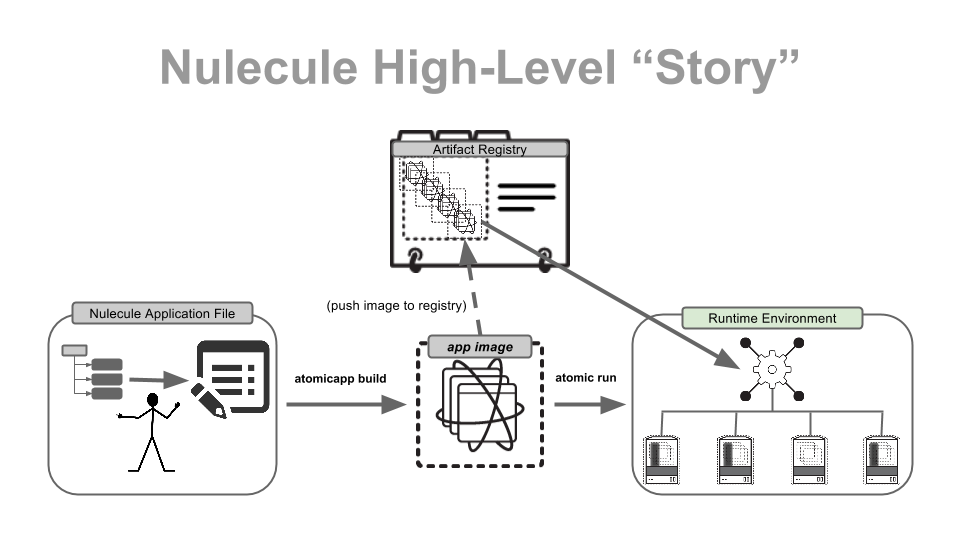 Nulecule High-Level “Story”
Artifact Registry
(push image to registry)
Nulecule Application File
Runtime Environment
app image
atomicapp build
atomic run